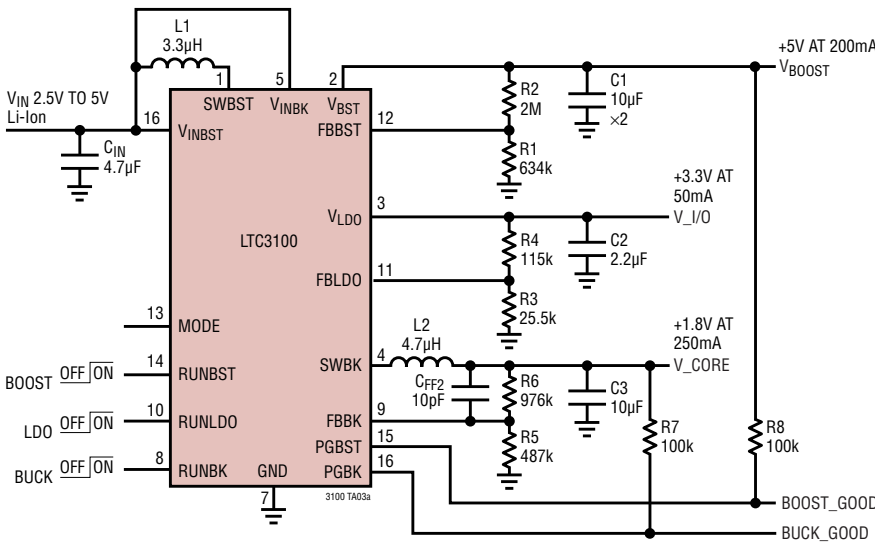 L1
3.3µH
1
5
2
SWBST
VINBK
VBST
VIN 2.5V TO 5V
Li-Ion
16
VINBST
CIN
4.7µF
12
FBBST
R2
2M
R1
634k
C1
10µF
×2
+5V AT 200mA
VBOOST
LTC3100
3
VLDO
11
FBLDO
R4
115k
R3
25.5k
C2
2.2µF
+3.3V AT
50mA
V_I/O
13
MODE
BOOST OFF ON
14
RUNBST
LDO OFF ON
10
RUNLDO
BUCK OFF ON
8
RUNBK
GND
7
3100 TA03a
L2
4.7µH
4
SWBK
CFF2
10pF
9
FBBK
15
PGBST
16
PGBK
R6
976k
R5
487k
C3
10µF
+1.8V AT
250mA
V_CORE
R7
100k
R8
100k
BOOST_GOOD
BUCK_GOOD